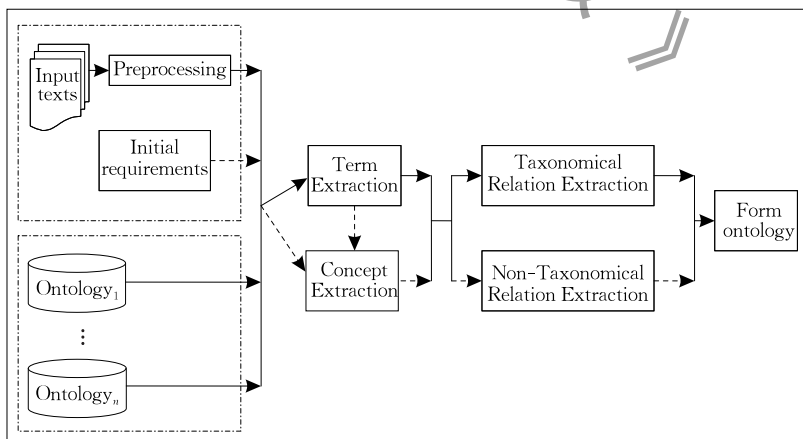 Input
texts
Preprocessing
Initial
requirements
Ontology₁
⋮
Ontologyₙ
Term
Extraction
Concept
Extraction
Taxonomical
Relation Extraction
Non-Taxonomical
Relation Extraction
Form
ontology